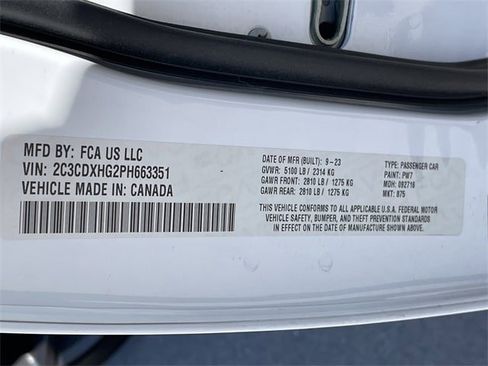 MFD BY: FCA US LLC
VIN: 2C3CDXHG2PH663351
VEHICLE MADE IN: CANADA
DATE OF MFR (BUILT): 9-23
GVWR: 5100 LB / 2314 KG
GAWR FRONT: 2810 LB / 1275 KG
GAWR REAR: 2810 LB / 1275 KG
TYPE: PASSENGER CAR
PAINT: PW7
MDH: 092716
MKT: 875
THIS VEHICLE CONFORMS TO ALL APPLICABLE U.S.A. FEDERAL MOTOR
VEHICLE SAFETY, BUMPER, AND THEFT PREVENTION STANDARDS
IN EFFECT ON THE DATE OF MANUFACTURE SHOWN ABOVE.